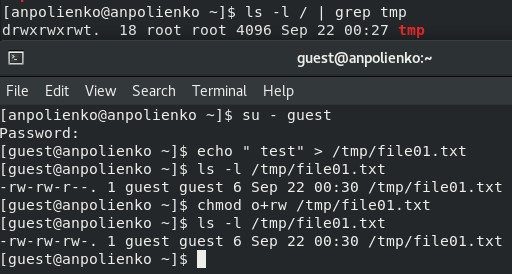 [anpolienko@anpolienko ~]$ ls -l / | grep tmp
drwxrwxrwt.  18 root root 4096 Sep 22 00:27 tmp
guest@anpolienko:~
File Edit View Search Terminal Help
[anpolienko@anpolienko ~]$ su - guest
Password:
[guest@anpolienko ~]$ echo " test" > /tmp/file01.txt
[guest@anpolienko ~]$ ls -l /tmp/file01.txt
-rw-rw-r--. 1 guest guest 6 Sep 22 00:30 /tmp/file01.txt
[guest@anpolienko ~]$ chmod o+rw /tmp/file01.txt
[guest@anpolienko ~]$ ls -l /tmp/file01.txt
-rw-rw-rw-. 1 guest guest 6 Sep 22 00:30 /tmp/file01.txt
[guest@anpolienko ~]$